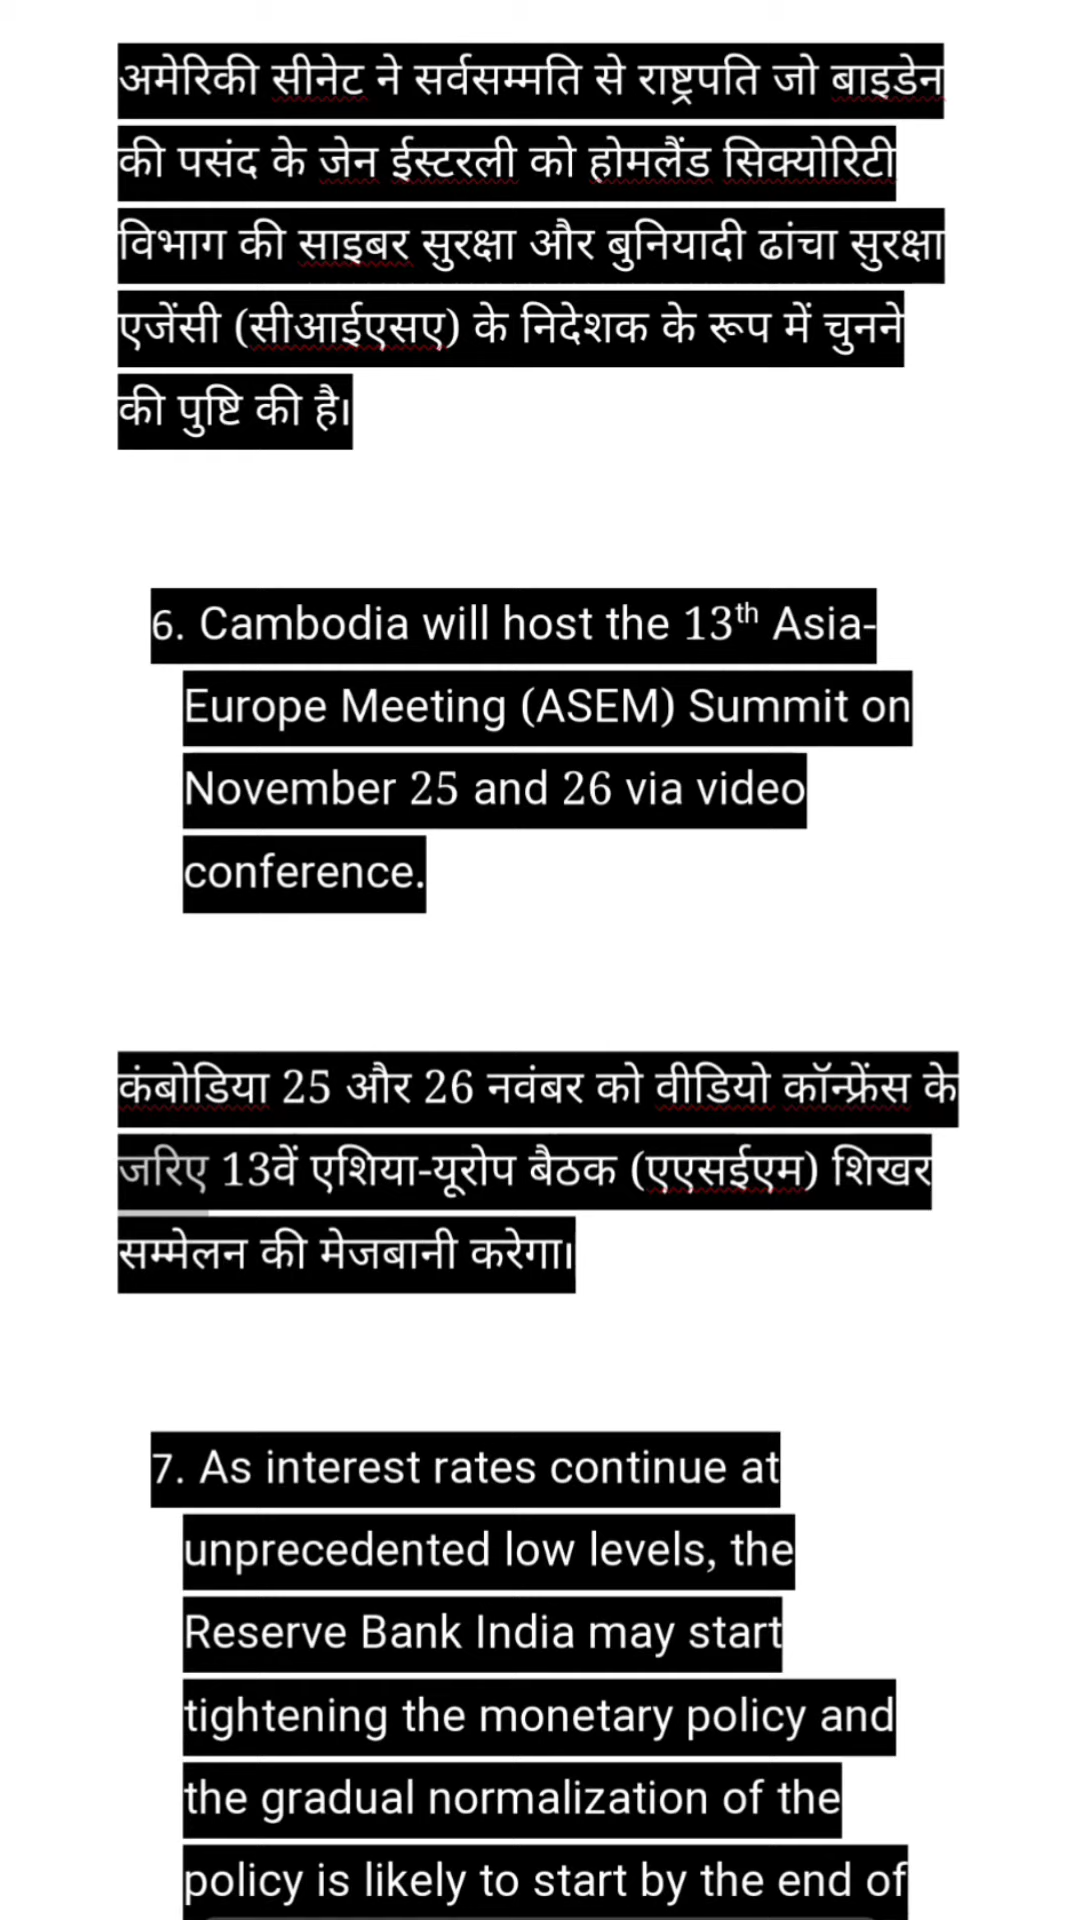 अमेरिकी सीनेट ने सर्वसम्मति से राष्ट्रपति जो बाइडेन
की पसंद के जेन ईस्टरली को होमलैंड सिक्योरिटी
विभाग की साइबर सुरक्षा और बुनियादी ढांचा सुरक्षा
एजेंसी (सीआईएसए) के निदेशक के रूप में चुनने
की पुष्टि की है।
6. Cambodia will host the 13th Asia-
Europe Meeting (ASEM) Summit on
November 25 and 26 via video
conference.
कंबोडिया 25 और 26 नवंबर को वीडियो कॉन्फ्रेंस के
जरिए 13वें एशिया-यूरोप बैठक (एएसईएम) शिखर
सम्मेलन की मेजबानी करेगा।
7. As interest rates continue at
unprecedented low levels, the
Reserve Bank India may start
tightening the monetary policy and
the gradual normalization of the
policy is likely to start by the end of